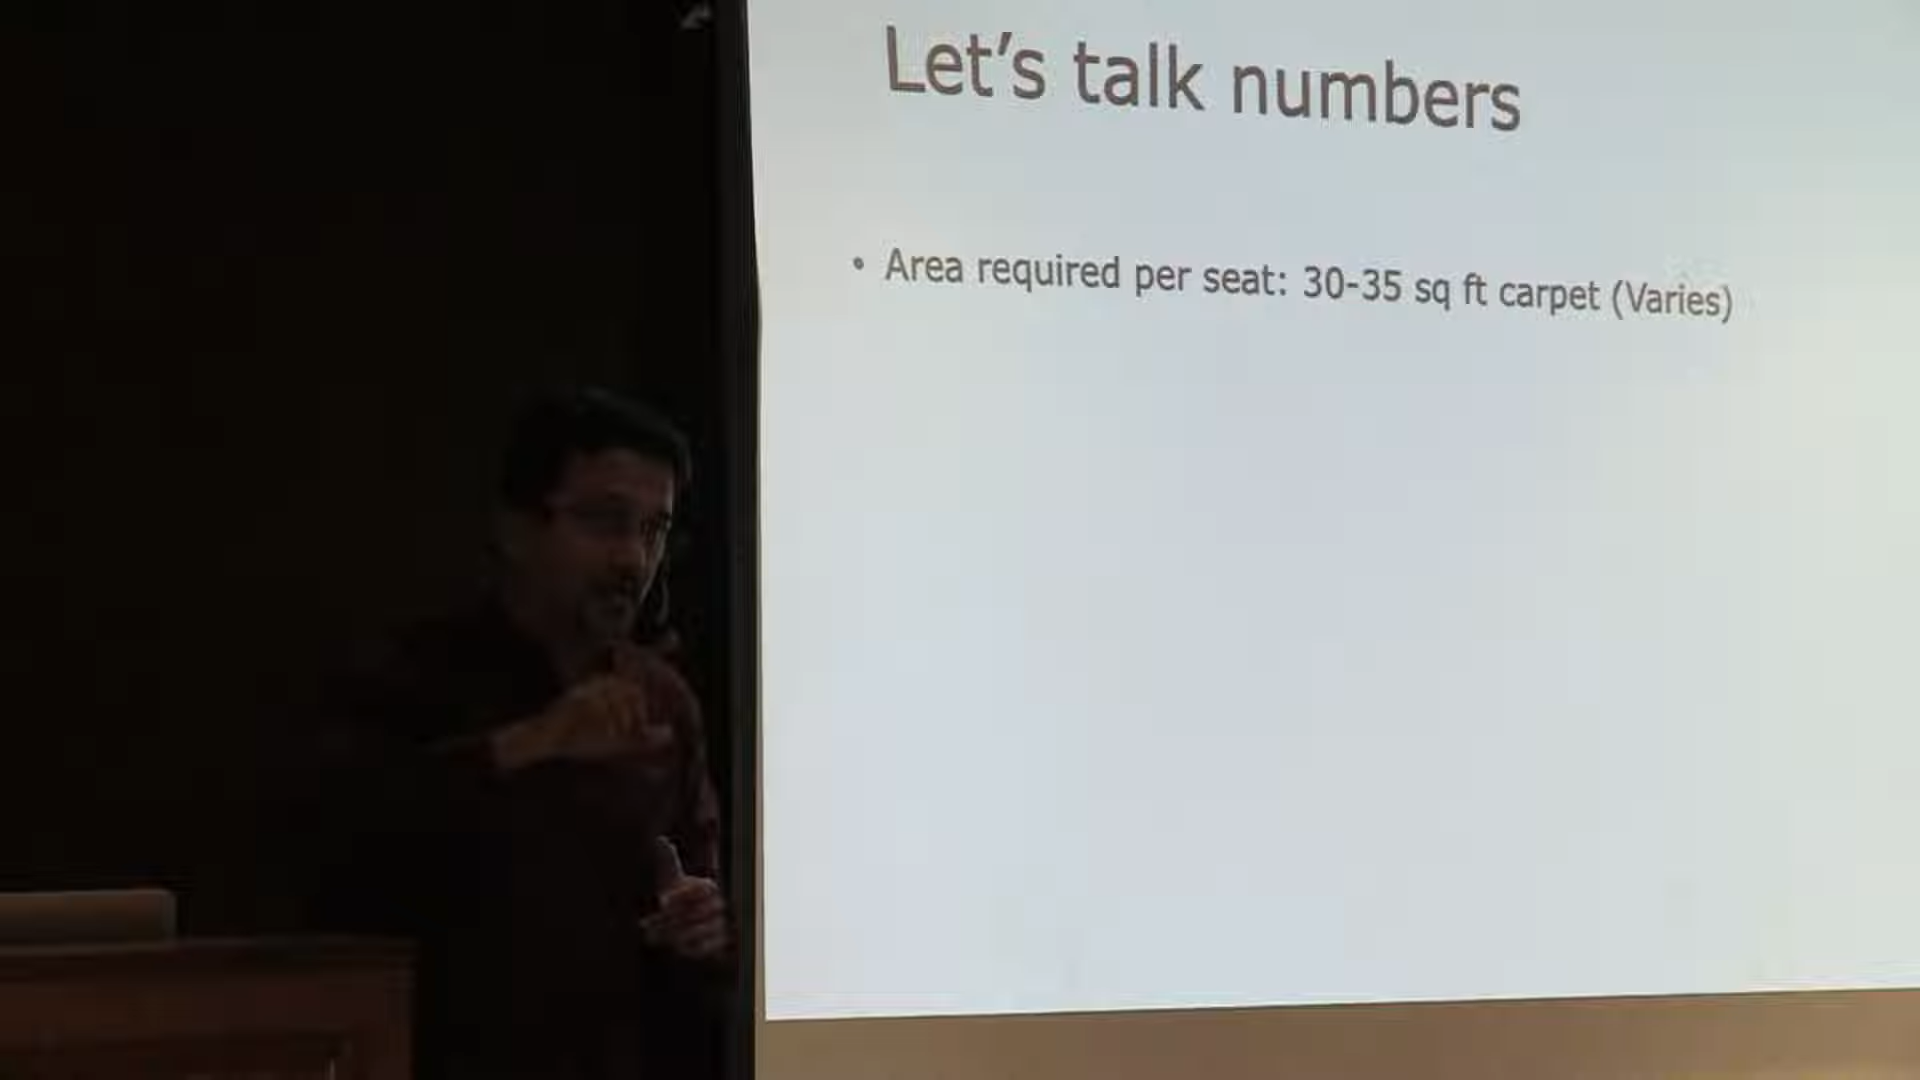 Let’s talk numbers
• Area required per seat: 30-35 sq ft carpet (Varies)